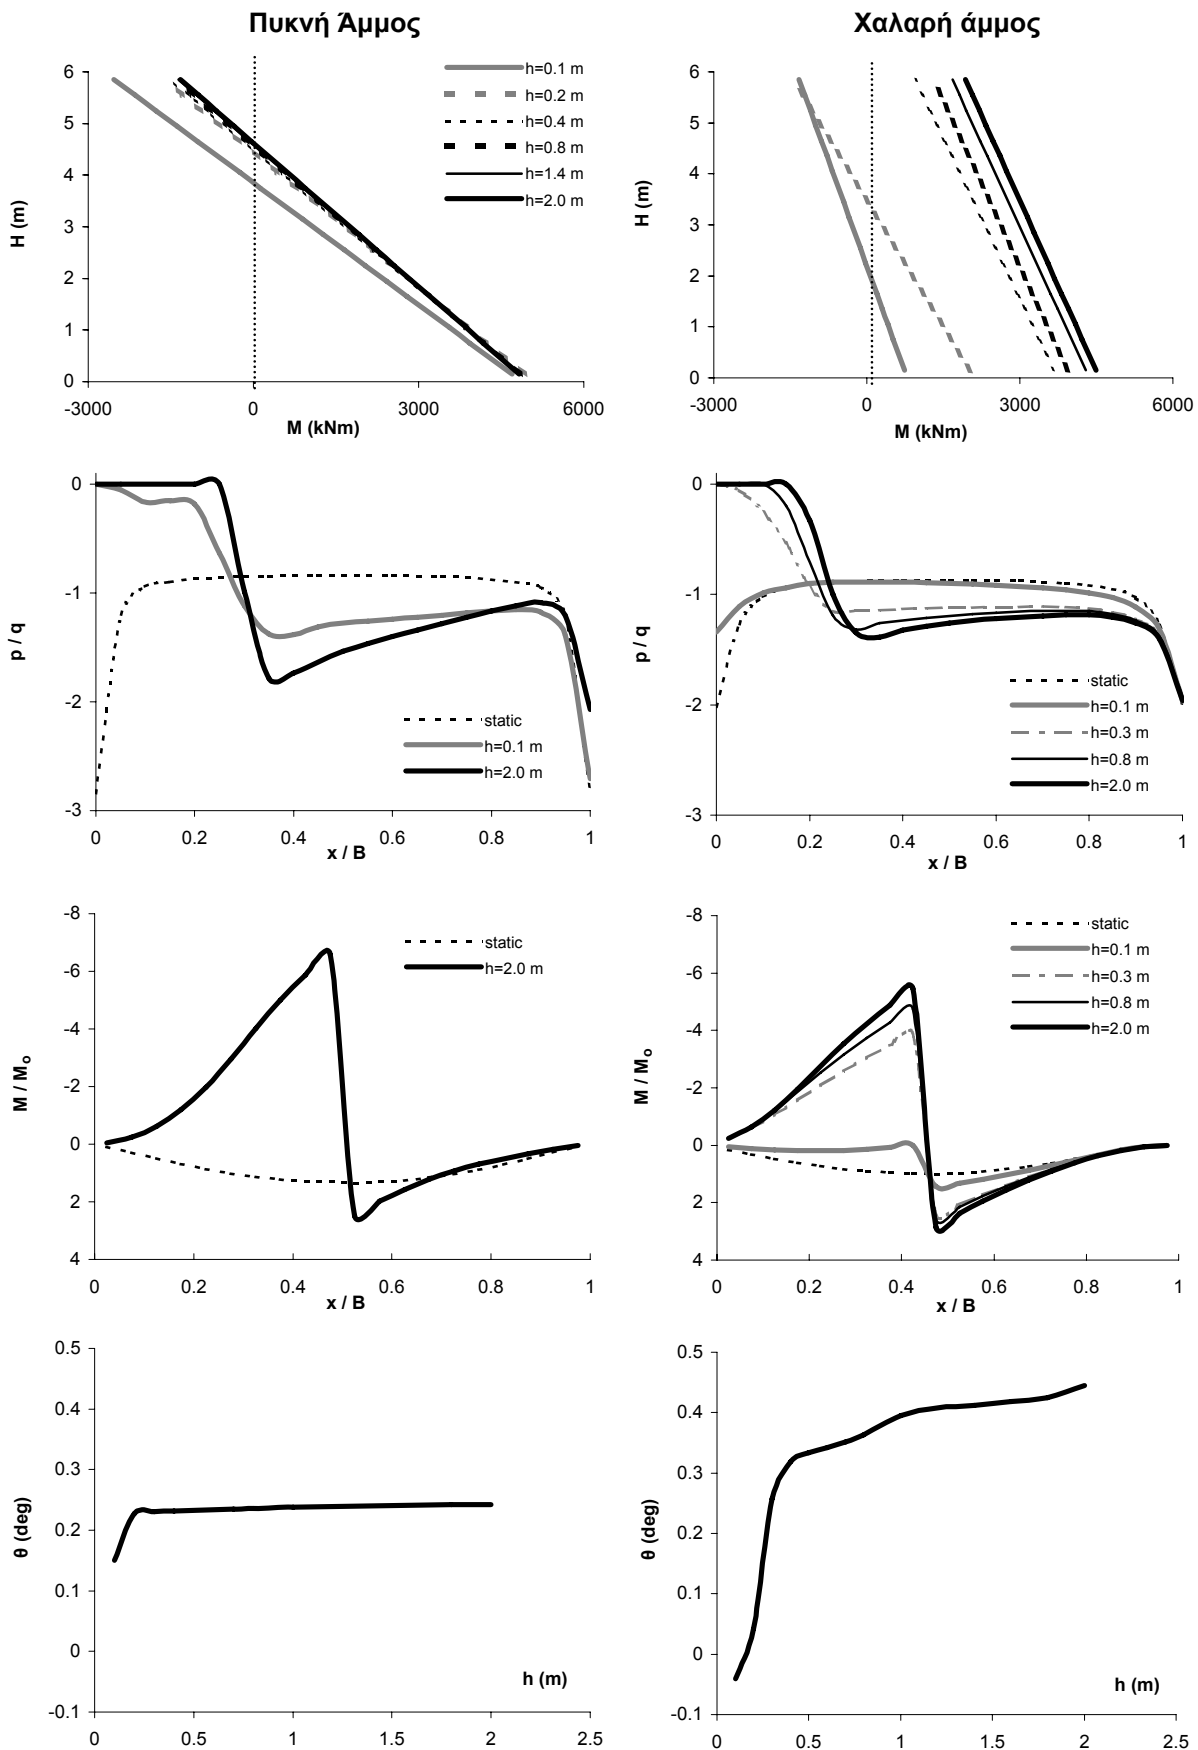 Πυκνή Άμμος
Χαλαρή άμμος
6
5
4
3
2
1
0
H (m)
-3000
0
3000
6000
M (kNm)
h=0.1 m
h=0.2 m
h=0.4 m
h=0.8 m
h=1.4 m
h=2.0 m
6
5
4
3
2
1
0
H (m)
-3000
0
3000
6000
M (kNm)
0
-1
-2
-3
p / q
0
0.2
0.4
0.6
0.8
1
x / B
static
h=0.1 m
h=2.0 m
0
-1
-2
-3
p / q
0
0.2
0.4
0.6
0.8
1
x / B
static
h=0.1 m
h=0.3 m
h=0.8 m
h=2.0 m
-8
-6
-4
-2
0
2
4
M / Mo
0
0.2
0.4
0.6
0.8
1
x / B
static
h=2.0 m
-8
-6
-4
-2
0
2
4
M / Mo
0
0.2
0.4
0.6
0.8
1
x / B
static
h=0.1 m
h=0.3 m
h=0.8 m
h=2.0 m
0.5
0.4
0.3
0.2
0.1
0
-0.1
θ (deg)
h (m)
0
0.5
1
1.5
2
2.5
0.5
0.4
0.3
0.2
0.1
0
-0.1
θ (deg)
h (m)
0
0.5
1
1.5
2
2.5